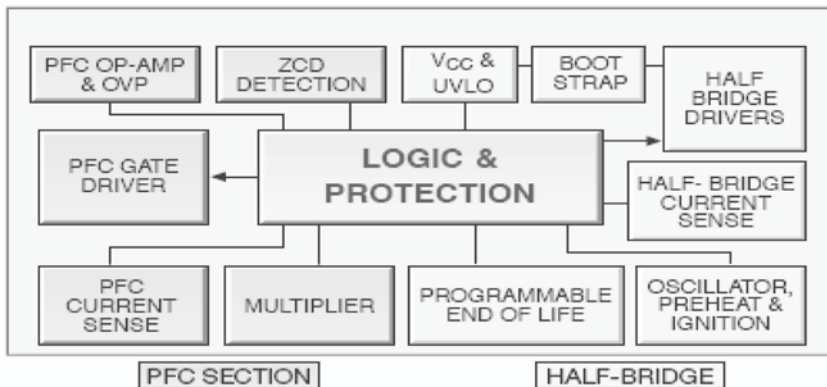 PFC OP-AMP
& OVP
ZCD
DETECTION
VCC &
UVLO
BOOT
STRAP
HALF
BRIDGE
DRIVERS
PFC GATE
DRIVER
LOGIC &
PROTECTION
HALF- BRIDGE
CURRENT
SENSE
PFC
CURRENT
SENSE
MULTIPLIER
PROGRAMMABLE
END OF LIFE
OSCILLATOR,
PREHEAT &
IGNITION
PFC SECTION
HALF-BRIDGE